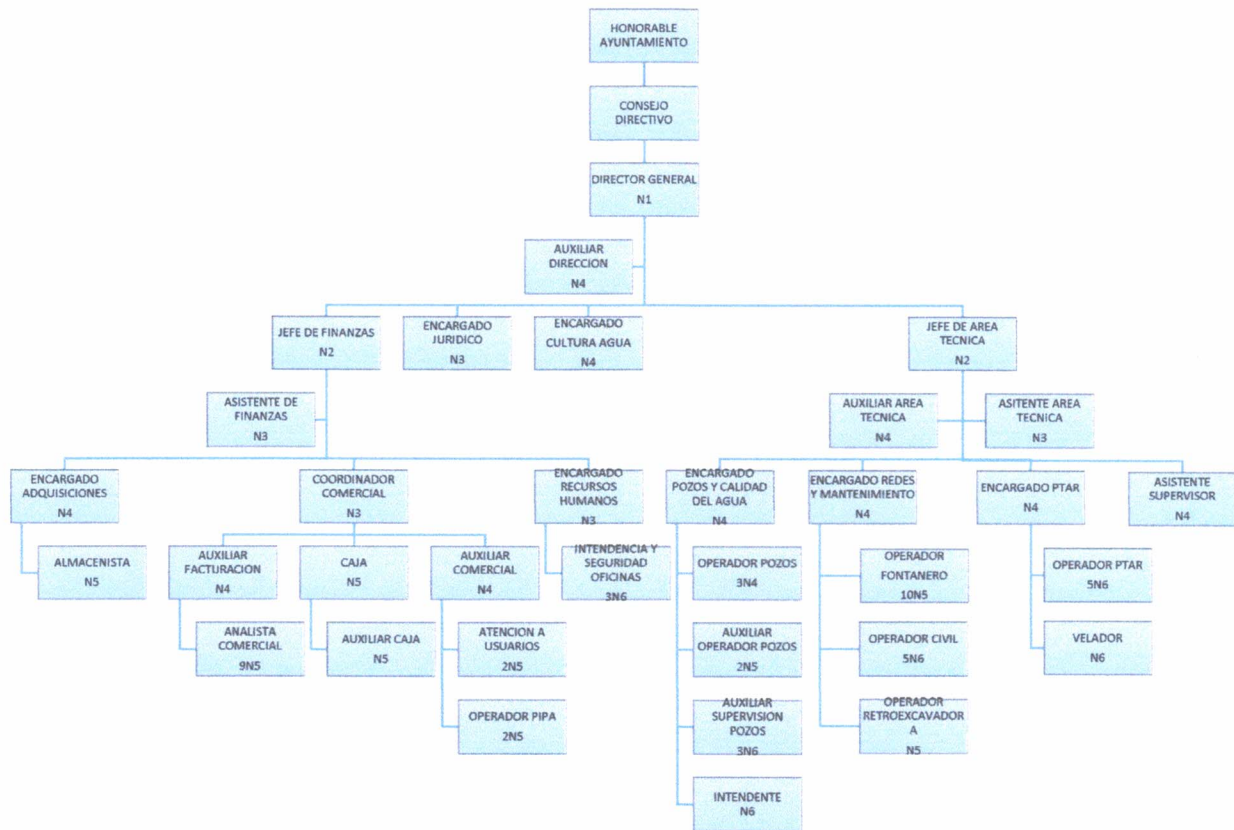 HONORABLE
AYUNTAMIENTO
CONSEJO
DIRECTIVO
DIRECTOR GENERAL
N1
AUXILIAR
DIRECCION
N4
JEFE DE FINANZAS
N2
ENCARGADO
JURIDICO
N3
ENCARGADO
CULTURA AGUA
N4
JEFE DE AREA
TECNICA
N2
ASISTENTE DE
FINANZAS
N3
AUXILIAR AREA
TECNICA
N4
ASITENTE AREA
TECNICA
N3
ENCARGADO
ADQUISICIONES
N4
COORDINADOR
COMERCIAL
N3
ENCARGADO
RECURSOS
HUMANOS
N3
ENCARGADO
POZOS Y CALIDAD
DEL AGUA
N4
ENCARGADO REDES
Y MANTENIMIENTO
N4
ENCARGADO PTAR
N4
ASISTENTE
SUPERVISOR
N4
ALMACENISTA
N5
AUXILIAR
FACTURACION
N4
CAJA
N5
AUXILIAR
COMERCIAL
N4
INTENDENCIA Y
SEGURIDAD
OFICINAS
3N6
OPERADOR POZOS
3N4
OPERADOR
FONTANERO
10N5
OPERADOR PTAR
5N6
ANALISTA
COMERCIAL
9N5
AUXILIAR CAJA
N5
ATENCION A
USUARIOS
2N5
AUXILIAR
OPERADOR POZOS
2N5
OPERADOR CIVIL
5N6
VELADOR
N6
OPERADOR PIPA
2N5
AUXILIAR
SUPERVISION
POZOS
3N6
OPERADOR
RETROEXCAVADOR
A
N5
INTENDENTE
N6